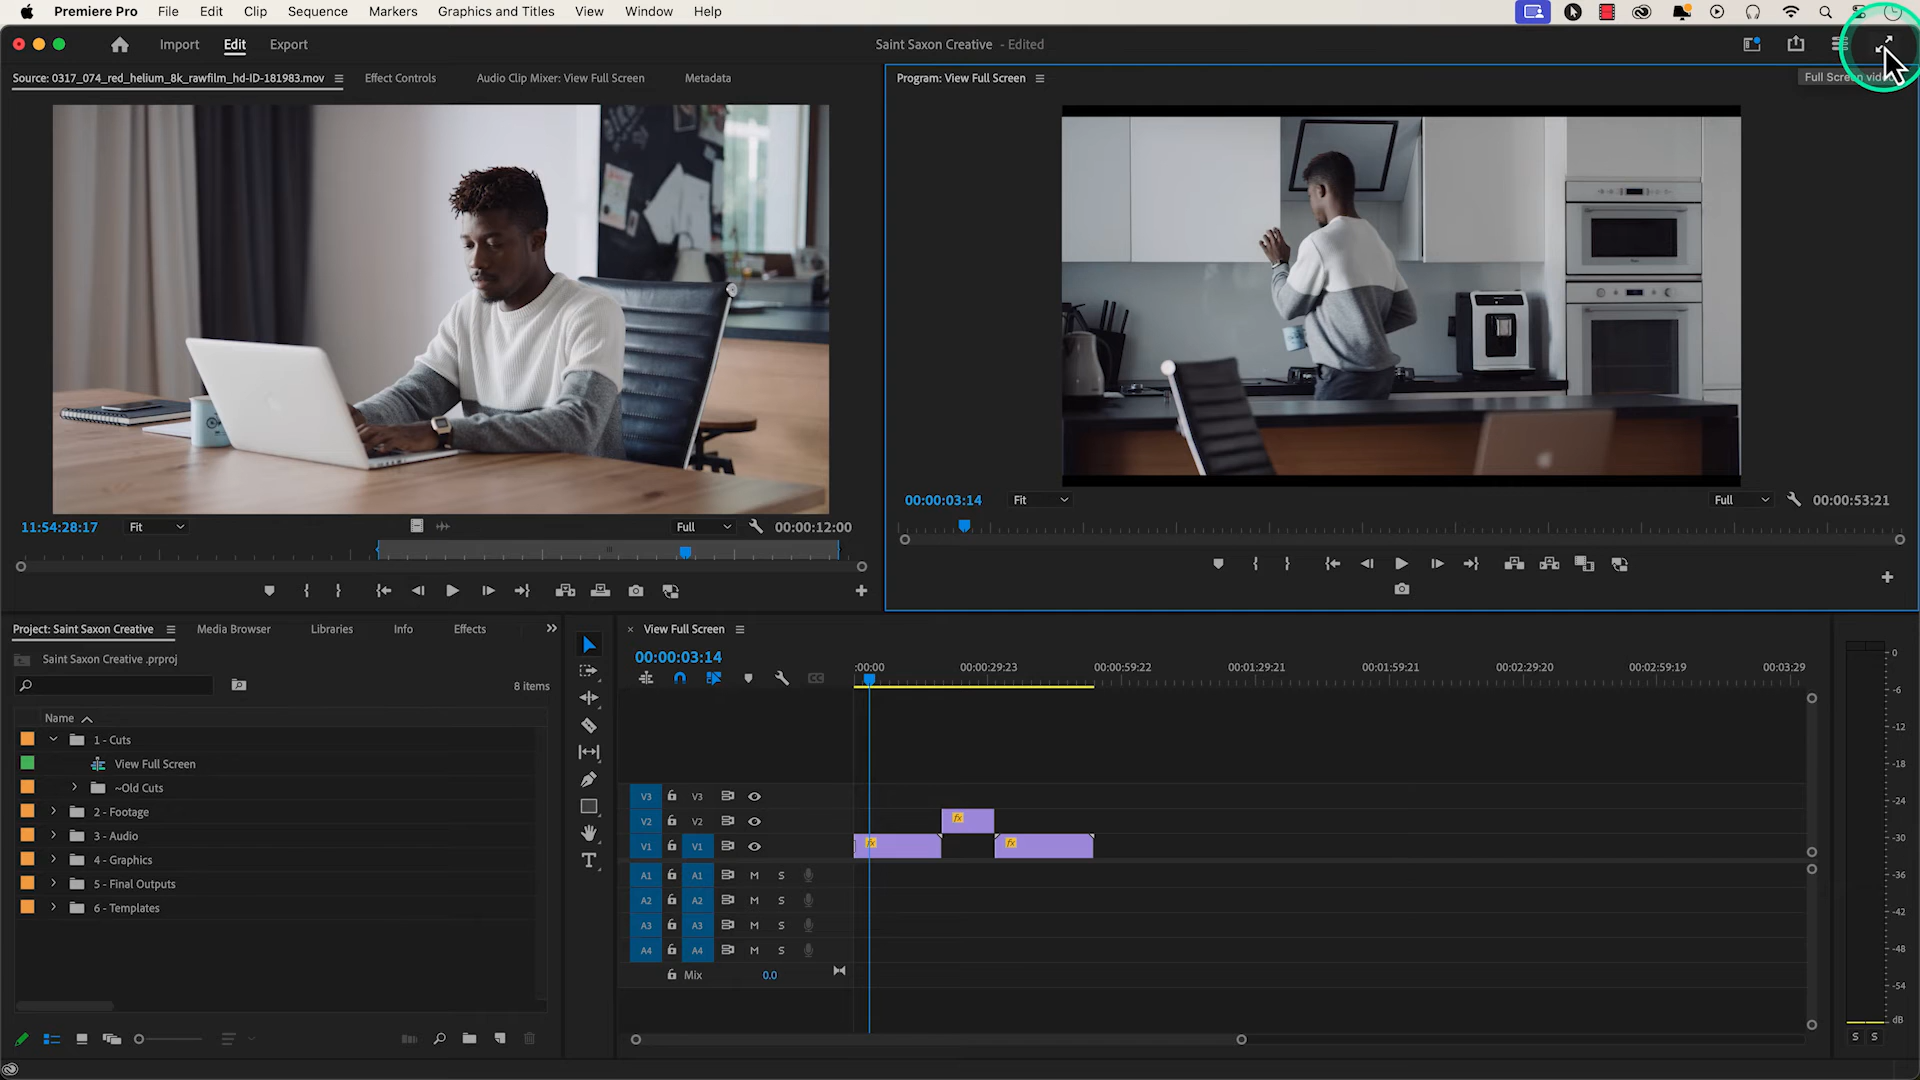 Premiere Pro File Edit Clip Sequence Markers Graphics and Titles View Window Help
Import Edit Export
Saint Saxon Creative - Edited
Source: 0317_074_red_helium_8k_rawfilm_hd-ID-181983.mov
Effect Controls
Audio Clip Mixer: View Full Screen
Metadata
Program: View Full Screen
Full Screen video
11:54:28:17
Fit
Full
00:00:12:00
00:00:03:14
Fit
Full
00:00:53:21
Project: Saint Saxon Creative
Media Browser
Libraries
Info
Effects
Saint Saxon Creative .prproj
8 items
Name
1 - Cuts
View Full Screen
~Old Cuts
2 - Footage
3 - Audio
4 - Graphics
5 - Final Outputs
6 - Templates
× View Full Screen
00:00:03:14
:00:00 00:00:29:23 00:00:59:22 00:01:29:21 00:01:59:21 00:02:29:20 00:02:59:19 00:03:29
CC
V3 V3
V2 V2 fx
V1 V1 fx fx
A1 A1 M S
A2 A2 M S
A3 A3 M S
A4 A4 M S
Mix 0.0
0
-6
-12
-18
-24
-30
-36
-42
-48
-54
dB
S S